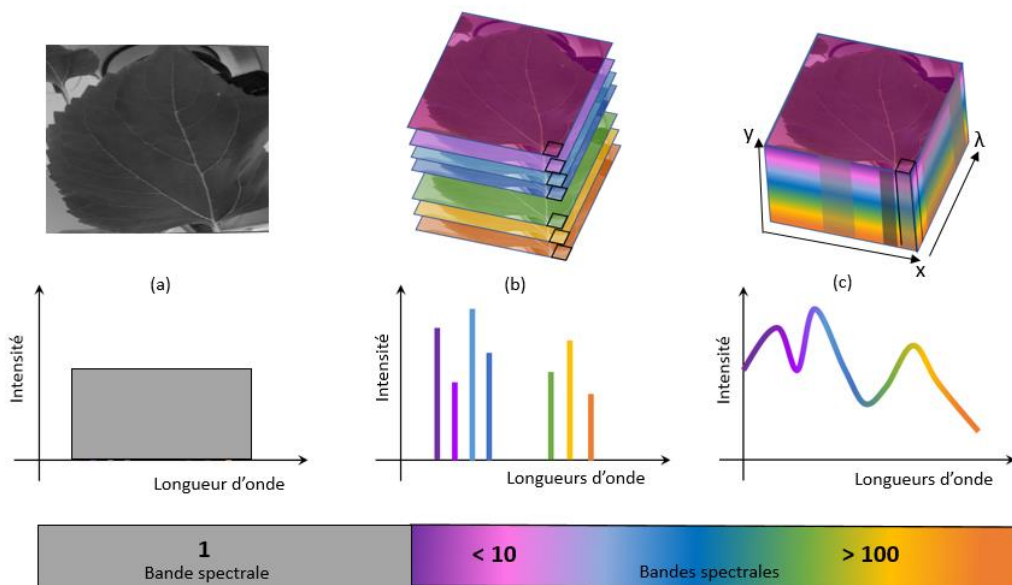 y
λ
x
(a)
(b)
(c)
Intensité
Longueur d’onde
Intensité
Longueurs d’onde
Intensité
Longueurs d’onde
1
Bande spectrale
< 10
> 100
Bandes spectrales